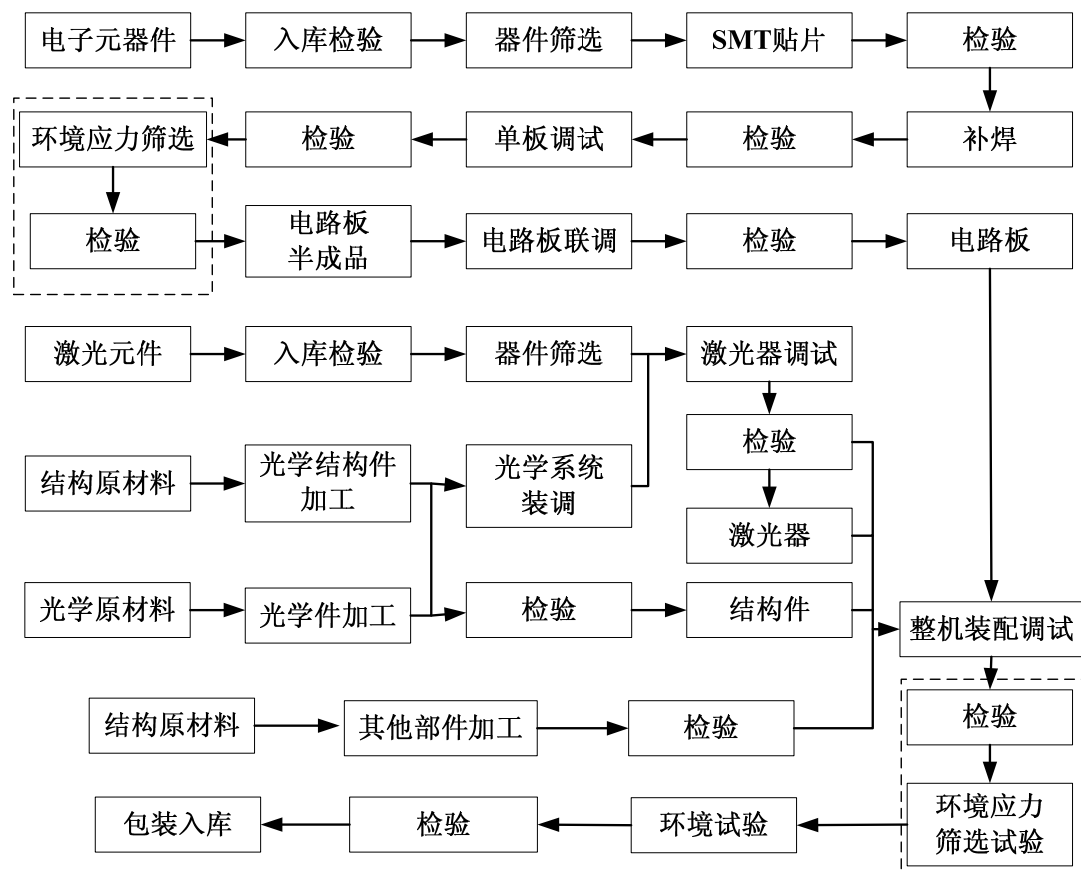 电子元器件
入库检验
器件筛选
SMT贴片
检验
环境应力筛选
检验
单板调试
检验
补焊
检验
电路板
半成品
电路板联调
检验
电路板
激光元件
入库检验
器件筛选
激光器调试
检验
结构原材料
光学结构件
加工
光学系统
装调
激光器
光学原材料
光学件加工
检验
结构件
整机装配调试
结构原材料
其他部件加工
检验
检验
包装入库
检验
环境试验
环境应力
筛选试验